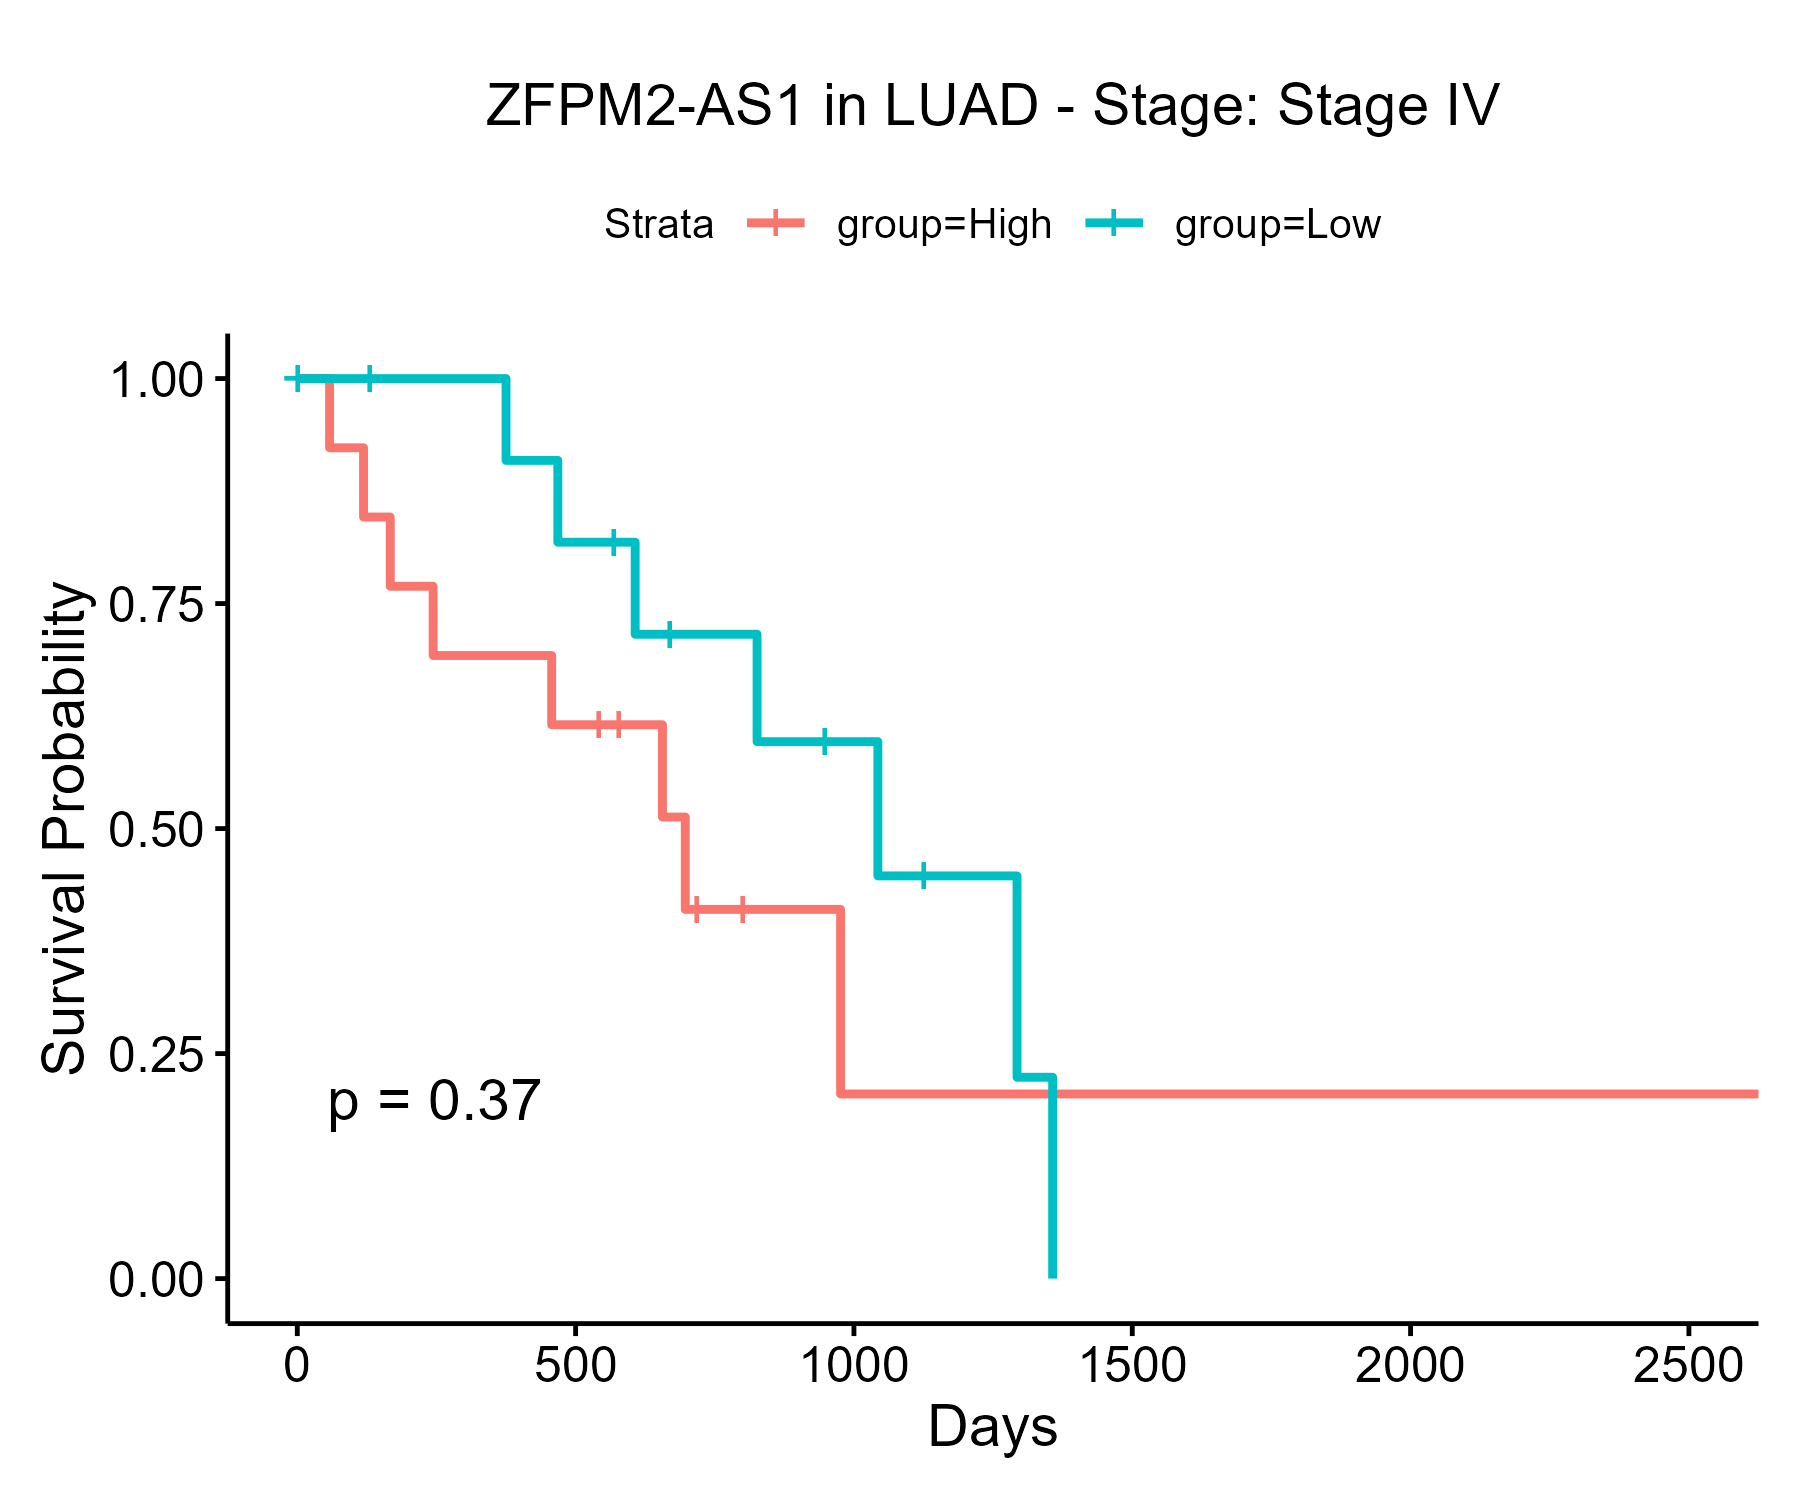 ZFPM2-AS1 in LUAD - Stage: Stage IV
Strata group=High group=Low
Survival Probability
1.00
0.75
0.50
0.25
0.00
p = 0.37
0 500 1000 1500 2000 2500
Days